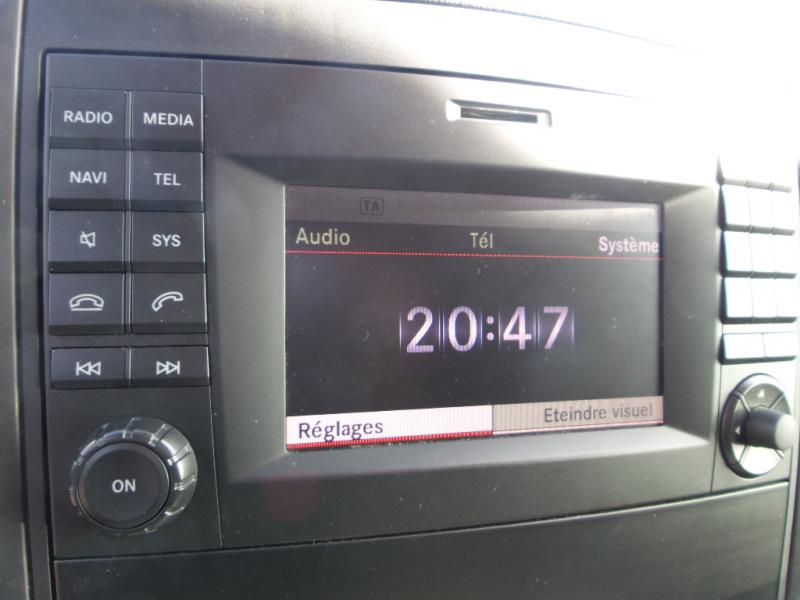 RADIO MEDIA
NAVI TEL
SYS
ON
TA
Audio Tél Système
20:47
Réglages Eteindre visuel